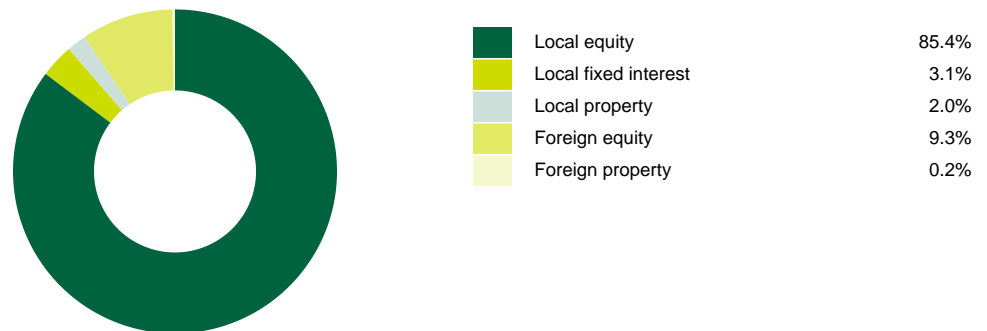 Local equity 85.4%
Local fixed interest 3.1%
Local property 2.0%
Foreign equity 9.3%
Foreign property 0.2%